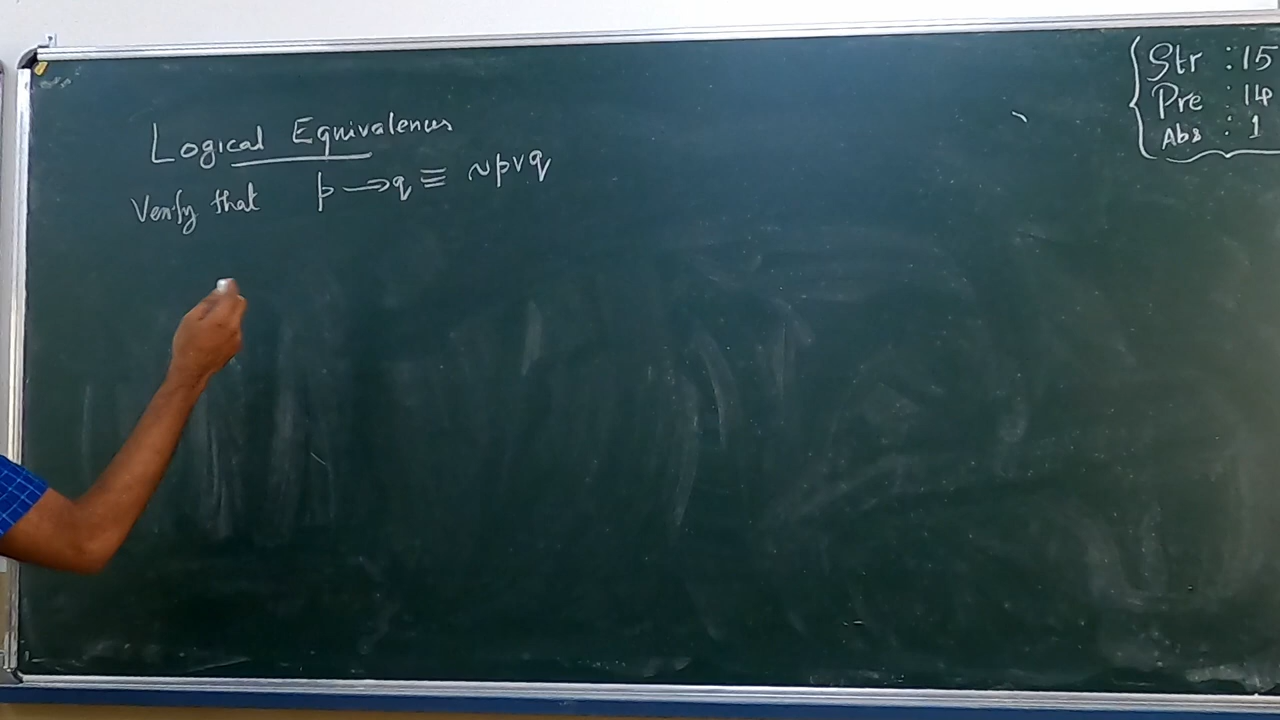 Logical Equivalences
Verify that p → q ≡ ~p∨q
Str : 15
Pre : 14
Abs : 1